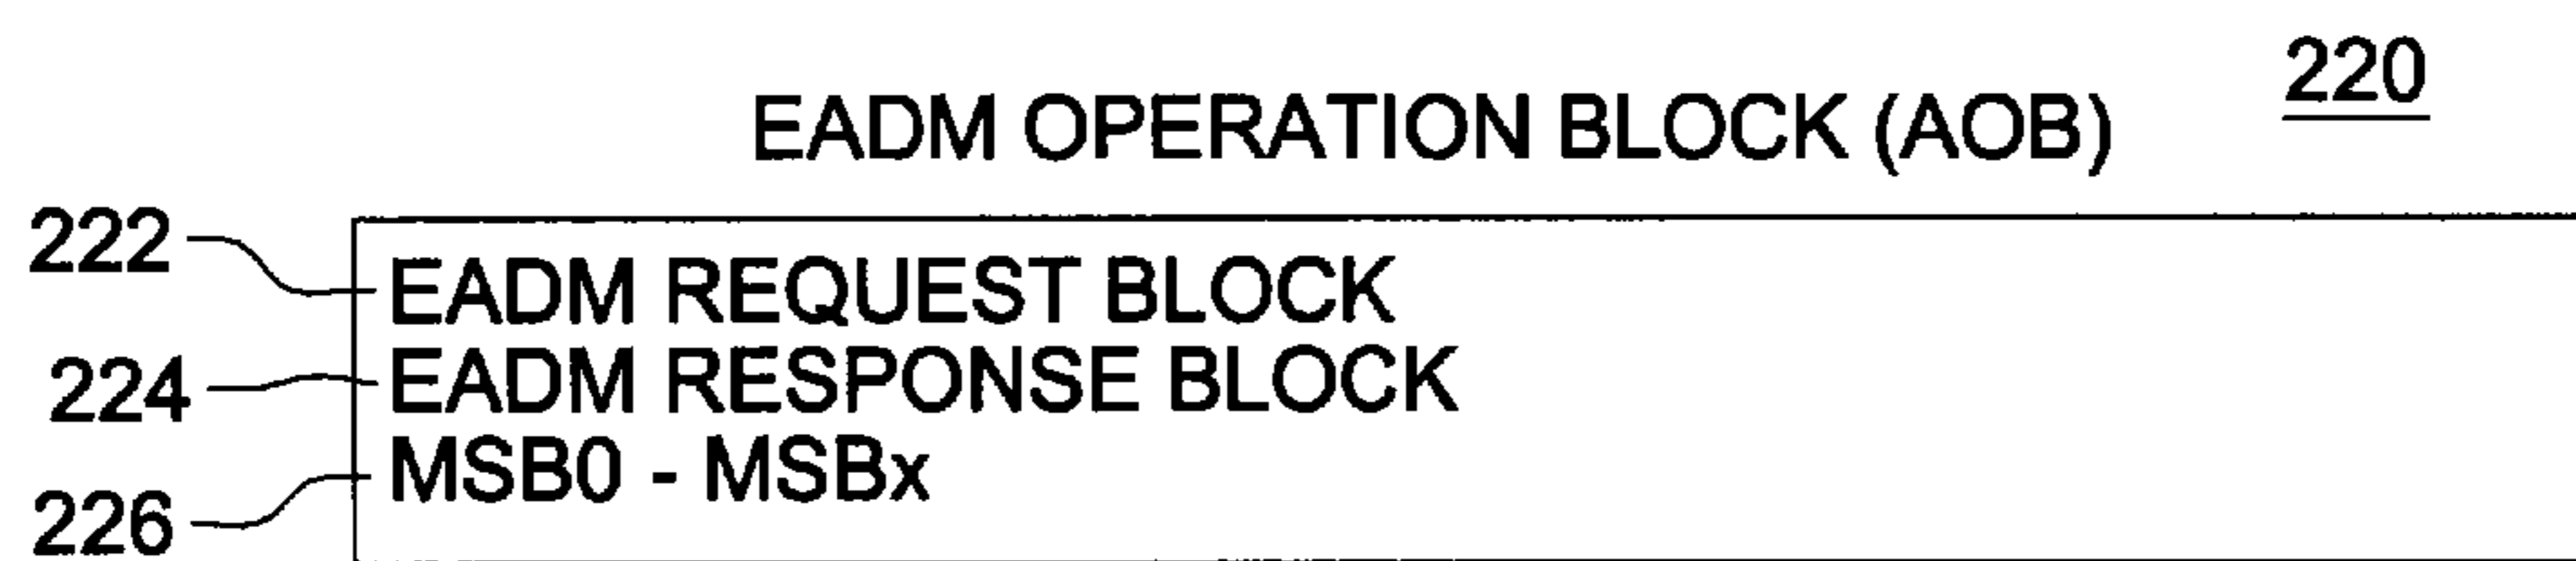 220
EADM OPERATION BLOCK (AOB)
222 EADM REQUEST BLOCK
224 EADM RESPONSE BLOCK
226 MSB0 - MSBx